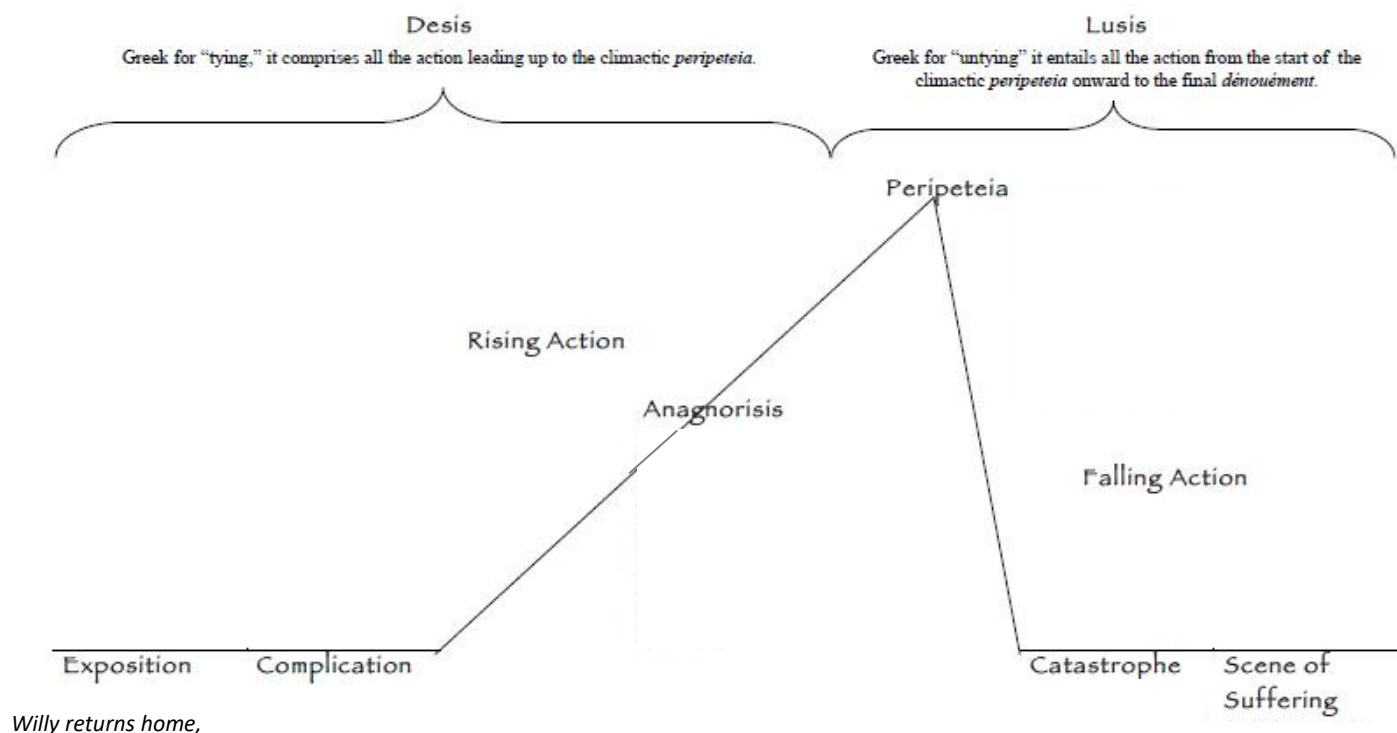 Desis
Greek for “tying,” it comprises all the action leading up to the climactic peripeteia.
Lusis
Greek for “untying” it entails all the action from the start of the
climactic peripeteia onward to the final dénouément.
Peripeteia
Rising Action
Anagnorisis
Falling Action
Exposition
Complication
Catastrophe
Scene of
Suffering
Willy returns home,